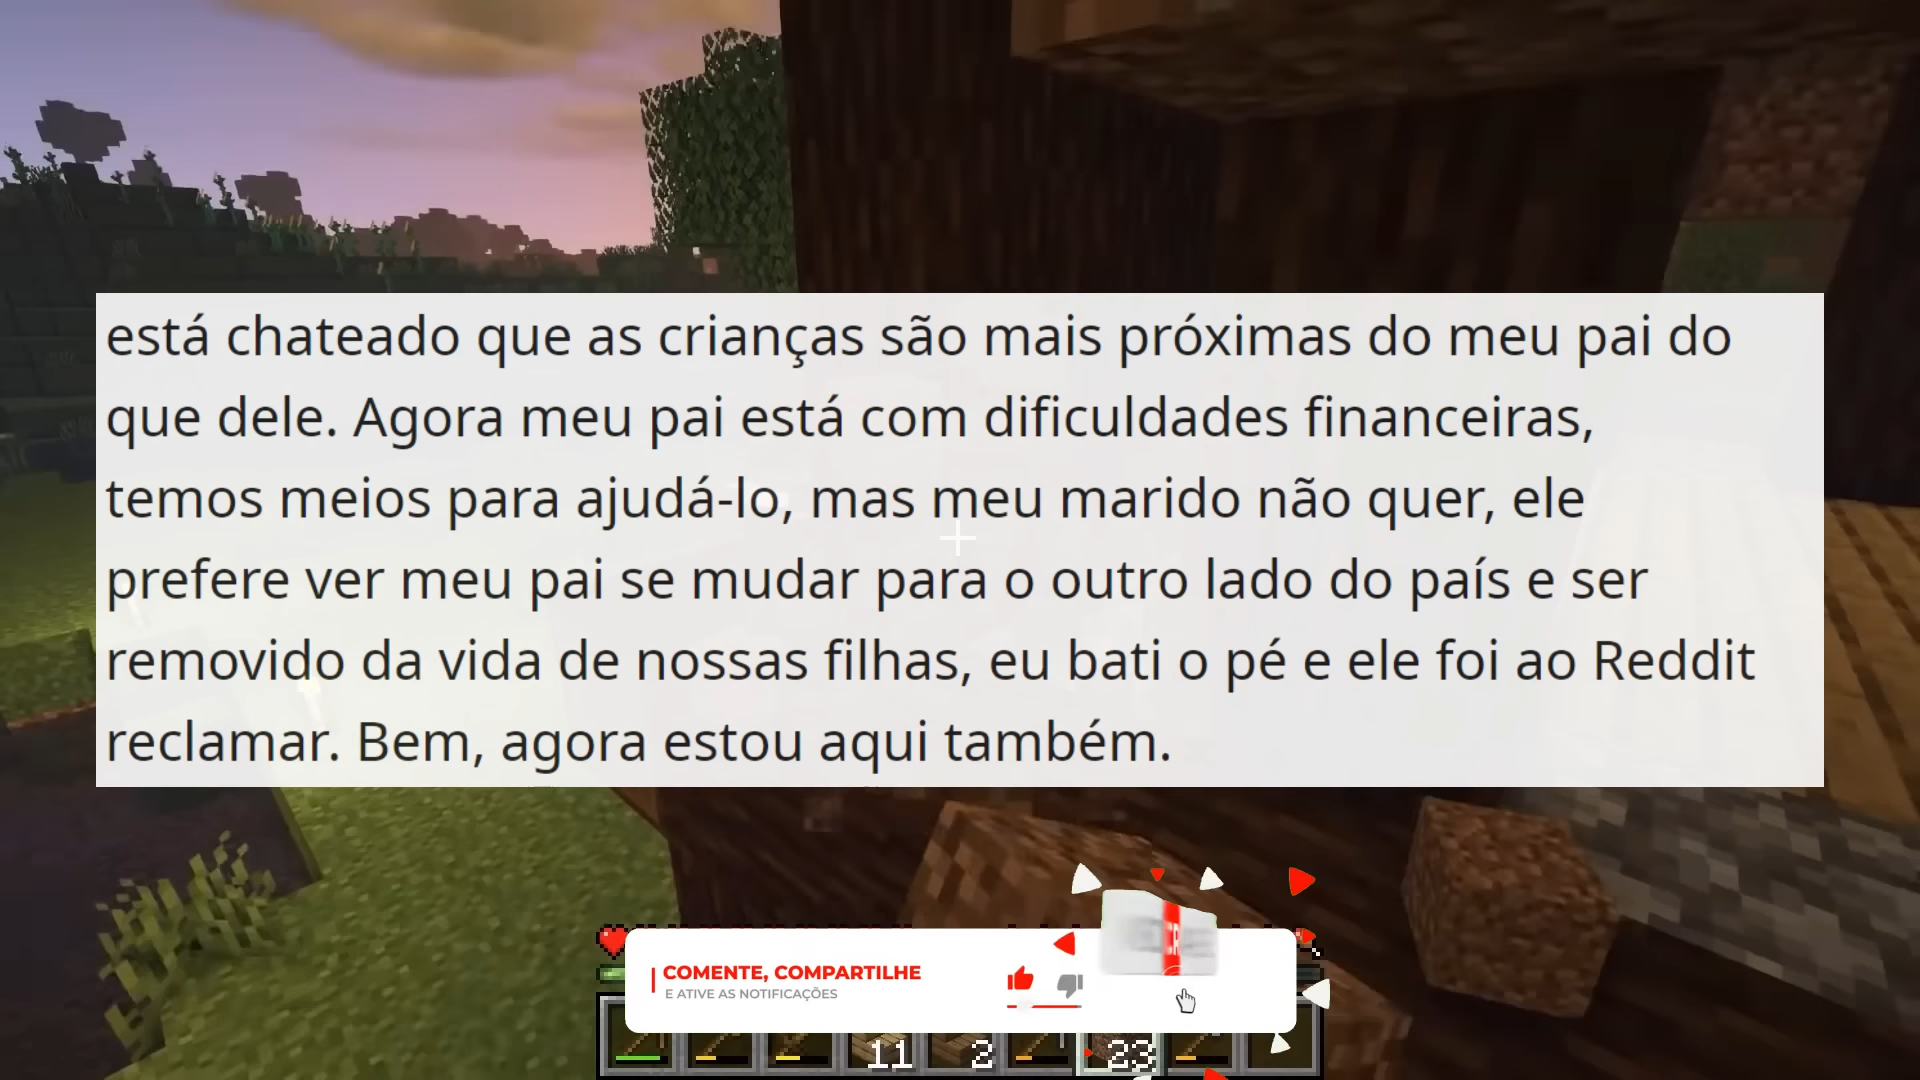 está chateado que as crianças são mais próximas do meu pai do
que dele. Agora meu pai está com dificuldades financeiras,
temos meios para ajudá-lo, mas meu marido não quer, ele
prefere ver meu pai se mudar para o outro lado do país e ser
removido da vida de nossas filhas, eu bati o pé e ele foi ao Reddit
reclamar. Bem, agora estou aqui também.
COMENTE, COMPARTILHE
E ATIVE AS NOTIFICAÇÕES
11 2 23